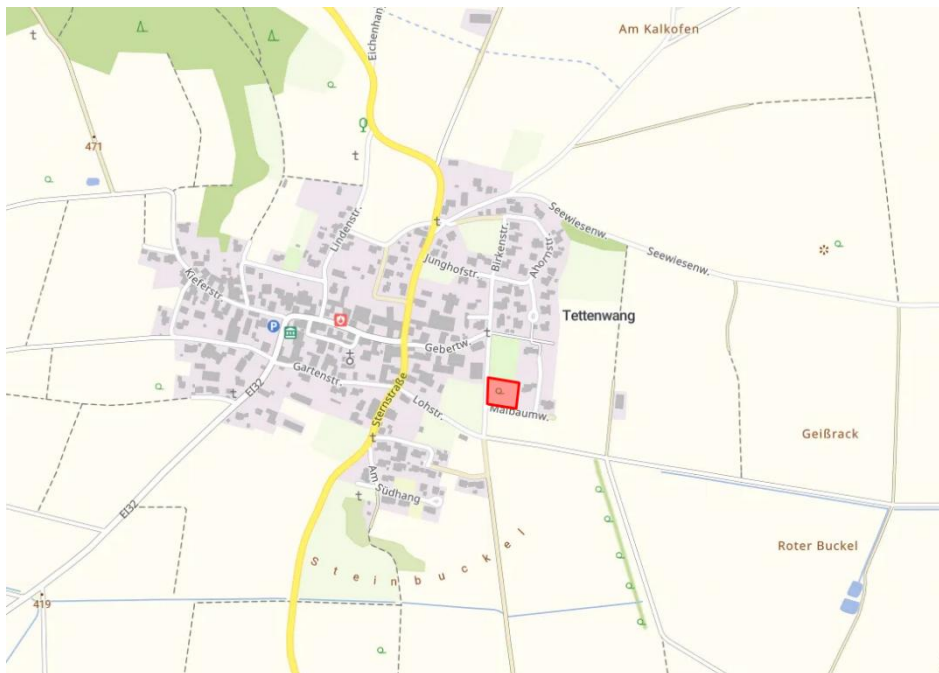 Am Kalkofen
Eichenhang
471
Seewiesenw.
Seewiesenw.
Lindenstr.
Birkenstr.
Ahornstr.
Junghofstr.
Kieferstr.
P
Tettenwang
Gebertw.
Gartenstr.
EI32
Sternstraße
Lohstr.
Maibaumw.
Geißrack
Am Südhang
EI32
Steinbuckel
Roter Buckel
419